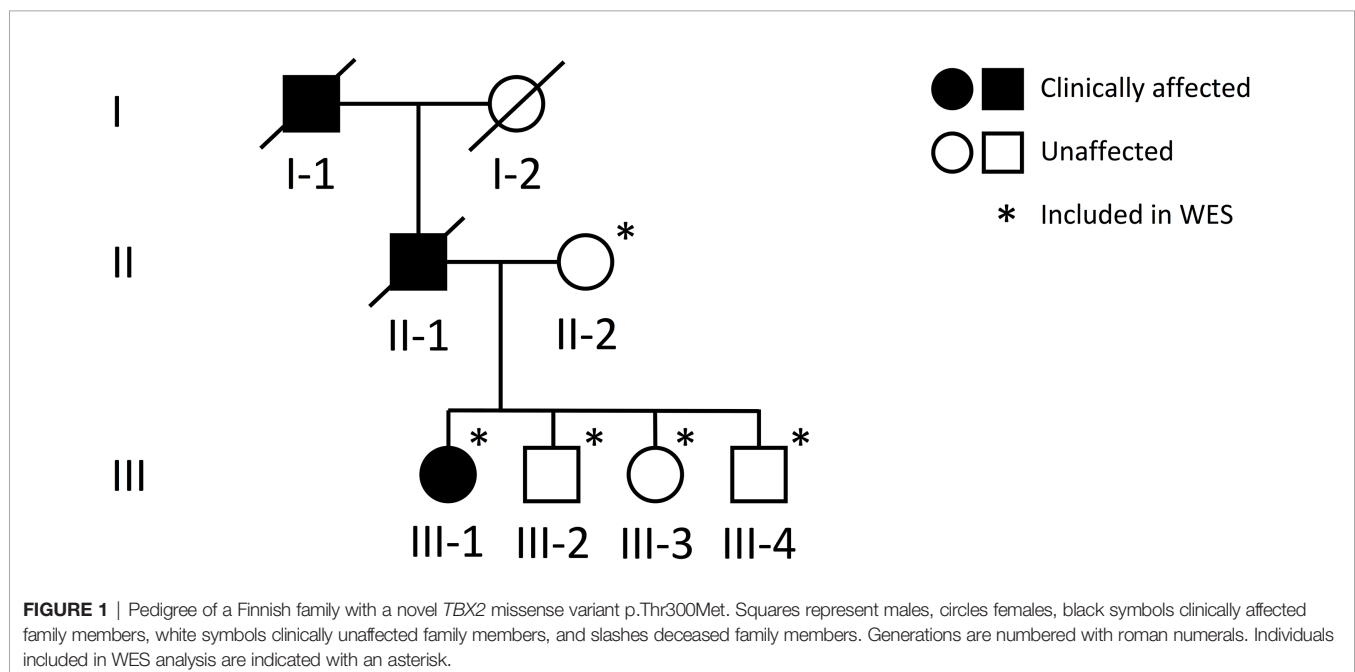 I
I-1
I-2
Clinically affected
Unaffected
* Included in WES
II
*
II-1
II-2
III
* * * *
III-1 III-2 III-3 III-4
FIGURE 1 | Pedigree of a Finnish family with a novel TBX2 missense variant p.Thr300Met. Squares represent males, circles females, black symbols clinically affected
family members, white symbols clinically unaffected family members, and slashes deceased family members. Generations are numbered with roman numerals. Individuals
included in WES analysis are indicated with an asterisk.